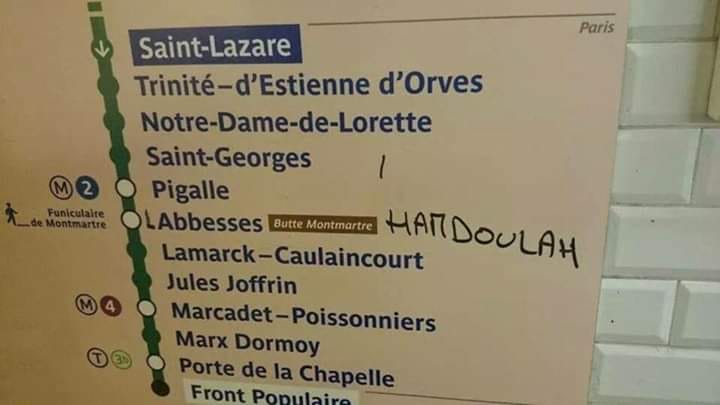 Paris
Saint-Lazare
Trinité–d'Estienne d'Orves
Notre-Dame-de-Lorette
Saint-Georges
M 2 Pigalle
Funiculaire
de Montmartre
LAbbesses Butte Montmartre HAMDOULAH
Lamarck–Caulaincourt
Jules Joffrin
M 4 Marcadet–Poissonniers
Marx Dormoy
T 3b Porte de la Chapelle
Front Populaire